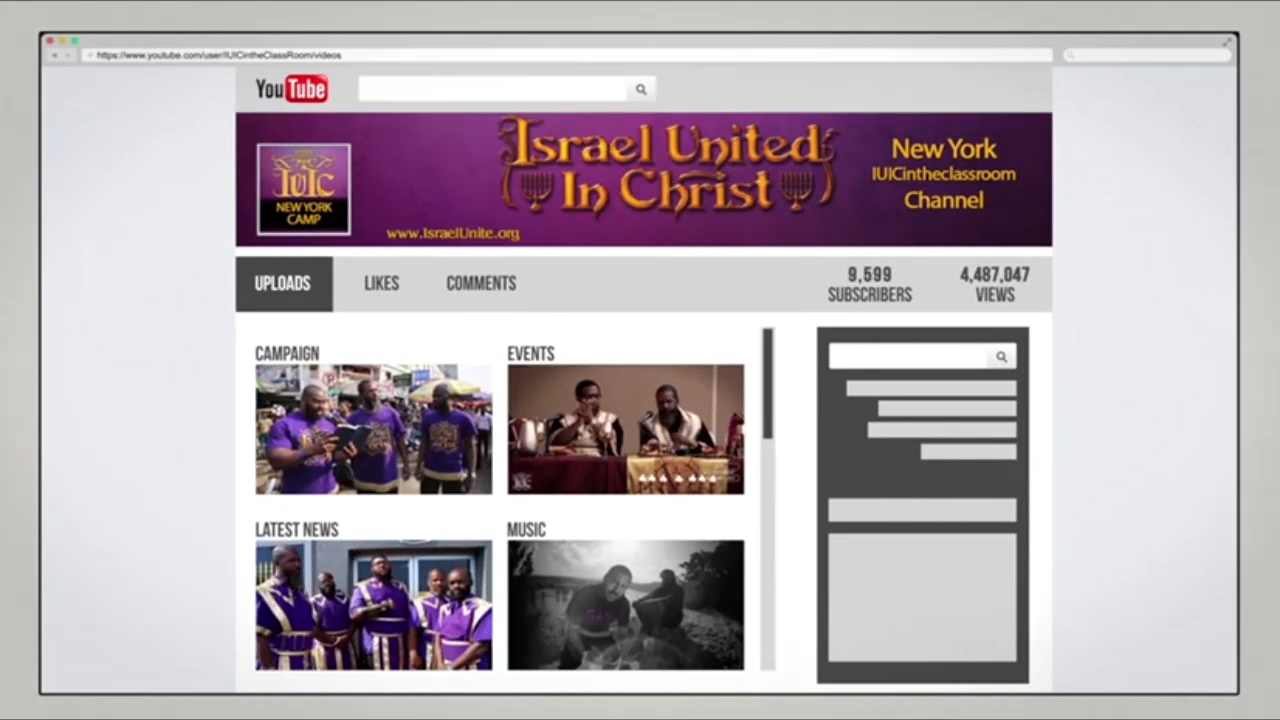 https://www.youtube.com/user/IUICintheClassRoom/videos
YouTube
Israel United
In Christ
IUIC
NEW YORK
CAMP
www.IsraelUnite.org
New York
IUICintheclassroom
Channel
UPLOADS
LIKES
COMMENTS
9,599
SUBSCRIBERS
4,487,047
VIEWS
CAMPAIGN
EVENTS
LATEST NEWS
MUSIC